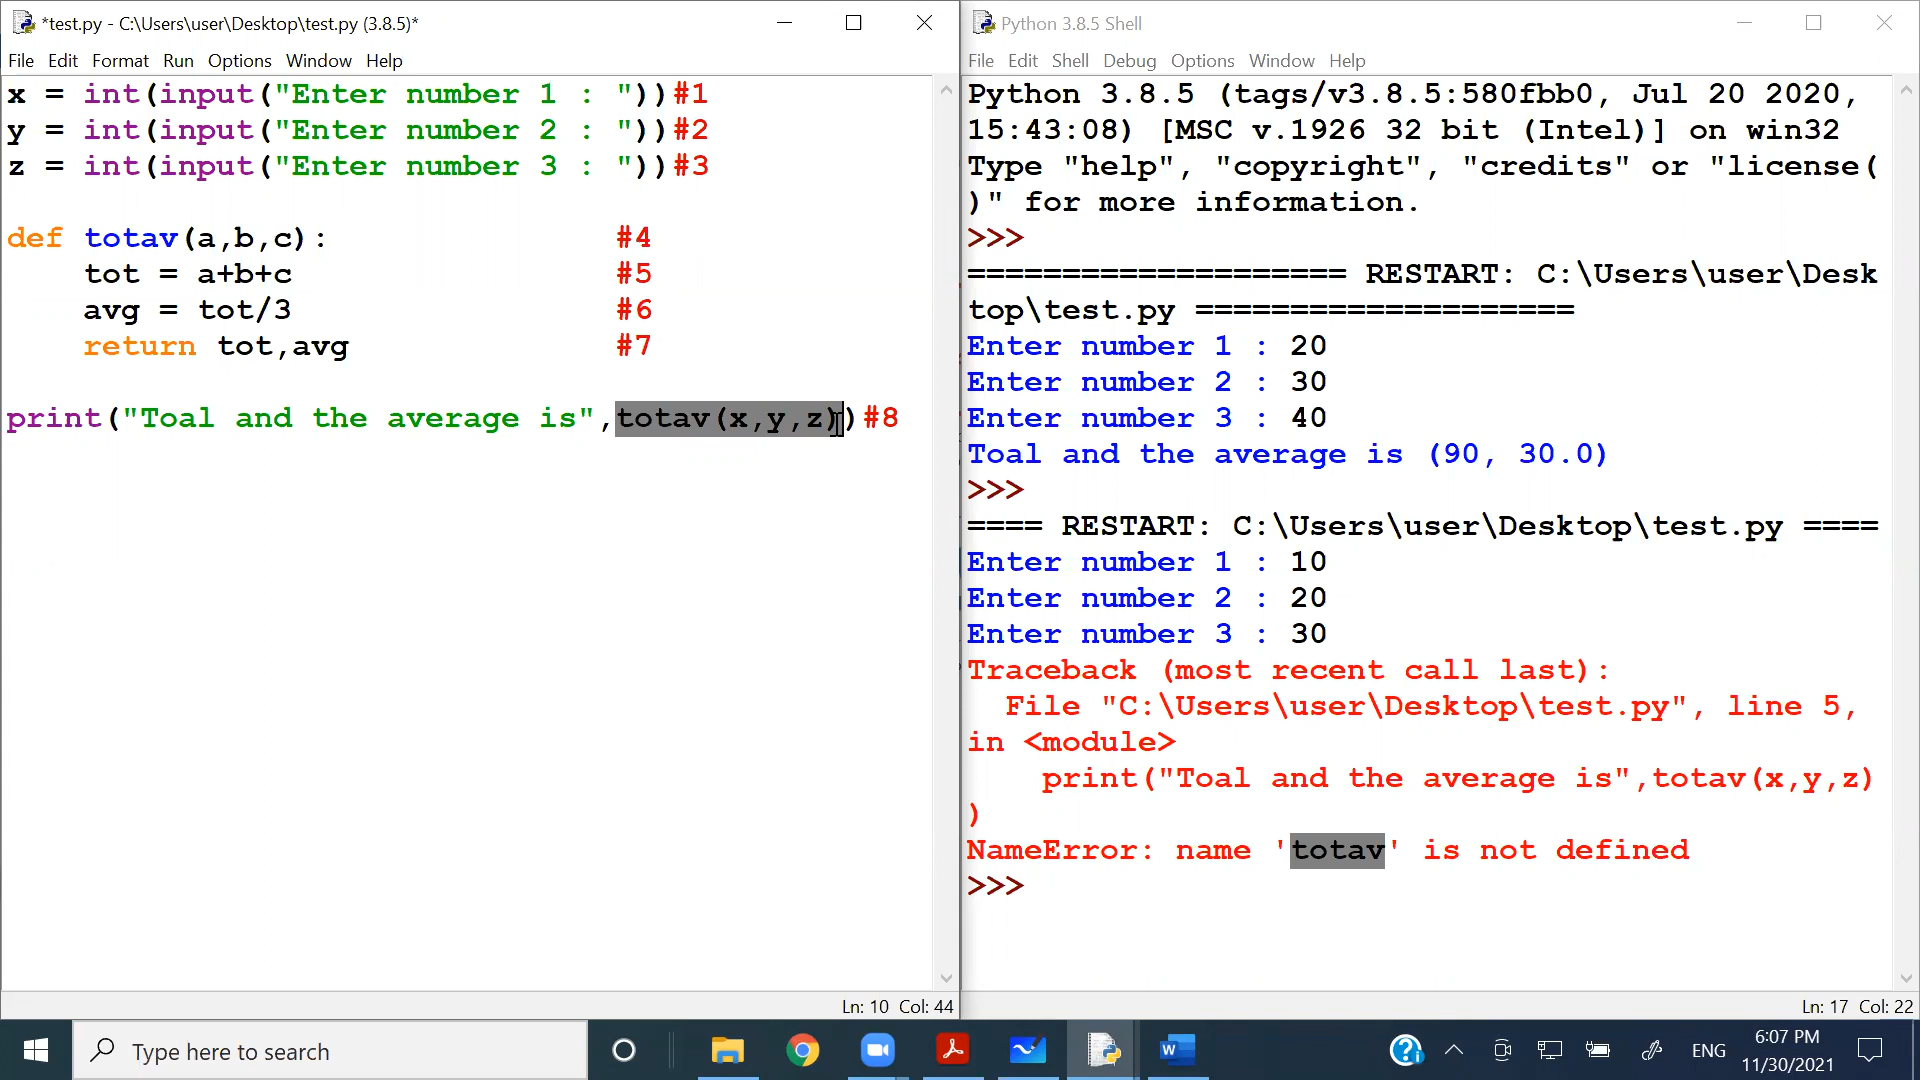 *test.py - C:\Users\user\Desktop\test.py (3.8.5)*
File Edit Format Run Options Window Help
x = int(input("Enter number 1 : "))#1
y = int(input("Enter number 2 : "))#2
z = int(input("Enter number 3 : "))#3
def totav(a,b,c): #4
tot = a+b+c #5
avg = tot/3 #6
return tot,avg #7
print("Toal and the average is",totav(x,y,z))#8
Ln: 10 Col: 44
Python 3.8.5 Shell
File Edit Shell Debug Options Window Help
Python 3.8.5 (tags/v3.8.5:580fbb0, Jul 20 2020,
15:43:08) [MSC v.1926 32 bit (Intel)] on win32
Type "help", "copyright", "credits" or "license(
)" for more information.
>>>
==================== RESTART: C:\Users\user\Desk
top\test.py ====================
Enter number 1 : 20
Enter number 2 : 30
Enter number 3 : 40
Toal and the average is (90, 30.0)
>>>
==== RESTART: C:\Users\user\Desktop\test.py ====
Enter number 1 : 10
Enter number 2 : 20
Enter number 3 : 30
Traceback (most recent call last):
File "C:\Users\user\Desktop\test.py", line 5,
in <module>
print("Toal and the average is",totav(x,y,z)
)
NameError: name 'totav' is not defined
>>>
Ln: 17 Col: 22
Type here to search
ENG
6:07 PM
11/30/2021